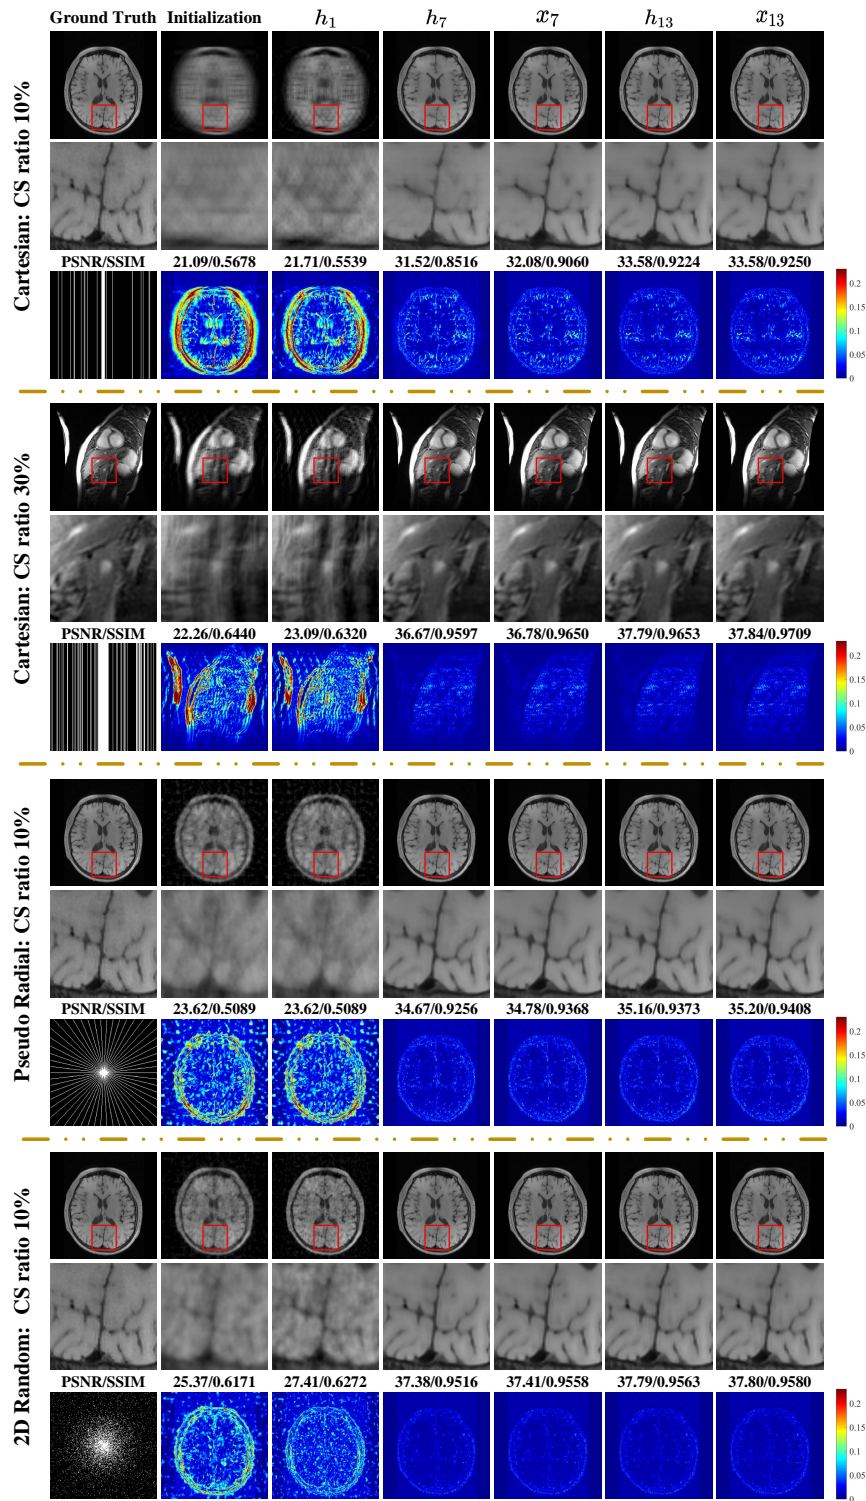 Ground Truth Initialization h₁ h₇ x₇ h₁₃ x₁₃
Cartesian: CS ratio 10%
PSNR/SSIM 21.09/0.5678 21.71/0.5539 31.52/0.8516 32.08/0.9060 33.58/0.9224 33.58/0.9250
0.2
0.15
0.1
0.05
0
Cartesian: CS ratio 30%
PSNR/SSIM 22.26/0.6440 23.09/0.6320 36.67/0.9597 36.78/0.9650 37.79/0.9653 37.84/0.9709
0.2
0.15
0.1
0.05
0
Pseudo Radial: CS ratio 10%
PSNR/SSIM 23.62/0.5089 23.62/0.5089 34.67/0.9256 34.78/0.9368 35.16/0.9373 35.20/0.9408
0.2
0.15
0.1
0.05
0
2D Random: CS ratio 10%
PSNR/SSIM 25.37/0.6171 27.41/0.6272 37.38/0.9516 37.41/0.9558 37.79/0.9563 37.80/0.9580
0.2
0.15
0.1
0.05
0